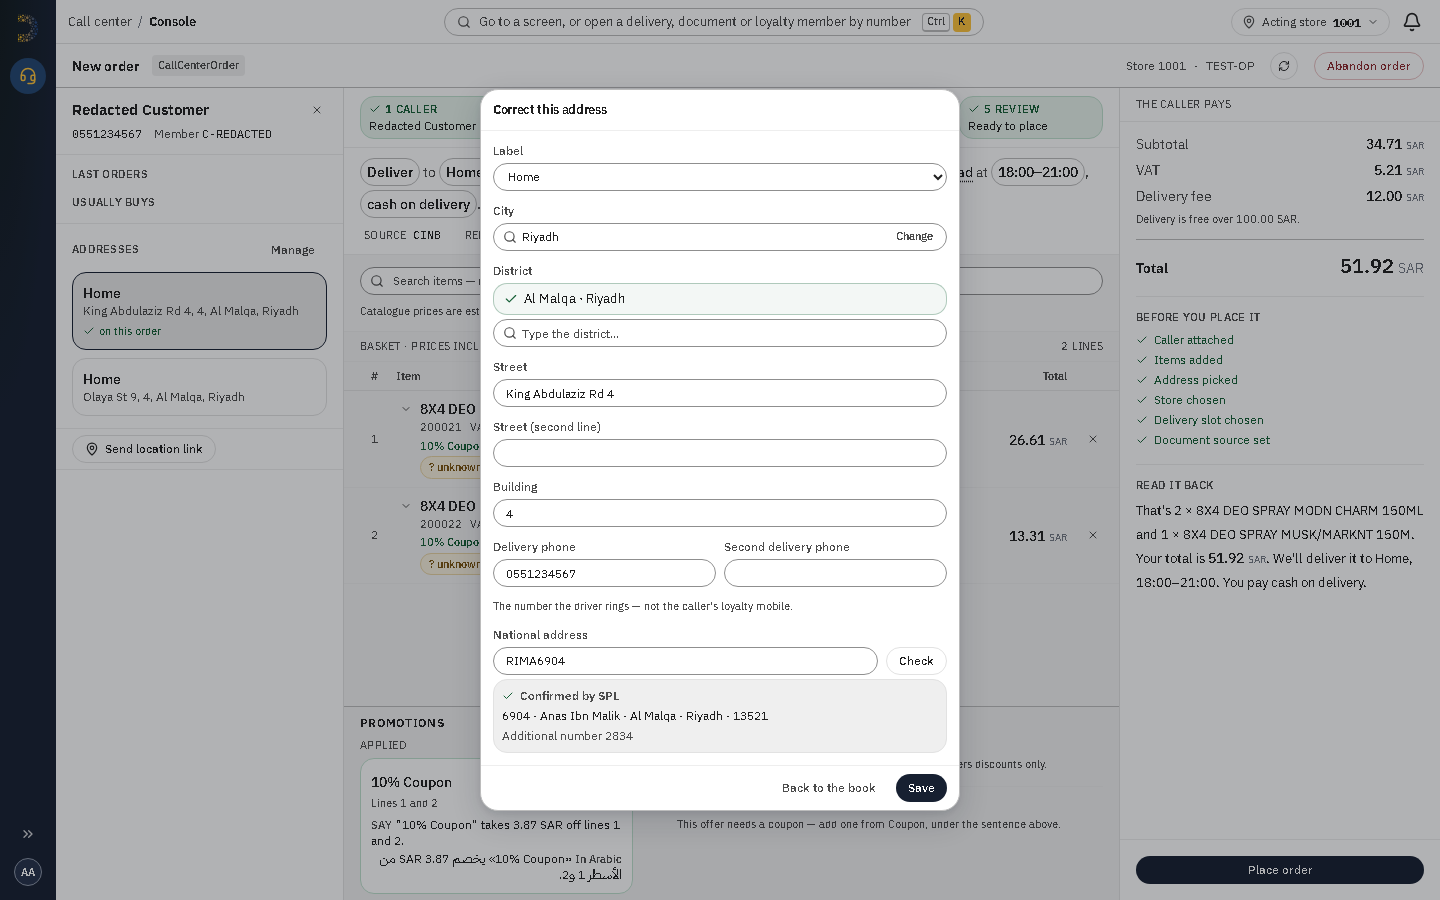 Call center / Console
Go to a screen, or open a delivery, document or loyalty member by number Ctrl K
Acting store 1001
New order CallCenterOrder
Store 1001 · TEST-OP
Abandon order
Redacted Customer
0551234567 Member C-REDACTED
LAST ORDERS
USUALLY BUYS
ADDRESSES Manage
Home
King Abdulaziz Rd 4, 4, Al Malqa, Riyadh
on this order
Home
Olaya St 9, 4, Al Malqa, Riyadh
Send location link
AA
1 CALLER
Redacted Customer
5 REVIEW
Ready to place
Deliver to Home
at 18:00–21:00,
cash on delivery.
SOURCE CINB
Search items —
Catalogue prices are
BASKET · PRICES
2 LINES
# Item Total
1 8X4 DEO
200021
10%
? unknown
26.61 SAR
2 8X4 DEO
200022
10%
? unknown
13.31 SAR
PROMOTIONS
APPLIED
10% Coupon
Lines 1 and 2
SAY "10% Coupon" takes 3.87 SAR off lines 1
and 2.
In Arabic «10% Coupon» يخصم 3.87 SAR من
الأسطر 1 و2.
discounts only.
This offer needs a coupon — add one from Coupon, under the sentence above.
Correct this address
Label
Home
City
Riyadh Change
District
Al Malqa · Riyadh
Type the district...
Street
King Abdulaziz Rd 4
Street (second line)
Building
4
Delivery phone Second delivery phone
0551234567
The number the driver rings — not the caller's loyalty mobile.
National address
RIMA6904 Check
Confirmed by SPL
6904 · Anas Ibn Malik · Al Malqa · Riyadh · 13521
Additional number 2834
Back to the book Save
THE CALLER PAYS
Subtotal 34.71 SAR
VAT 5.21 SAR
Delivery fee 12.00 SAR
Delivery is free over 100.00 SAR.
Total 51.92 SAR
BEFORE YOU PLACE IT
Caller attached
Items added
Address picked
Store chosen
Delivery slot chosen
Document source set
READ IT BACK
That's 2 × 8X4 DEO SPRAY MODN CHARM 150ML
and 1 × 8X4 DEO SPRAY MUSK/MARKNT 150M.
Your total is 51.92 SAR. We'll deliver it to Home,
18:00–21:00. You pay cash on delivery.
Place order